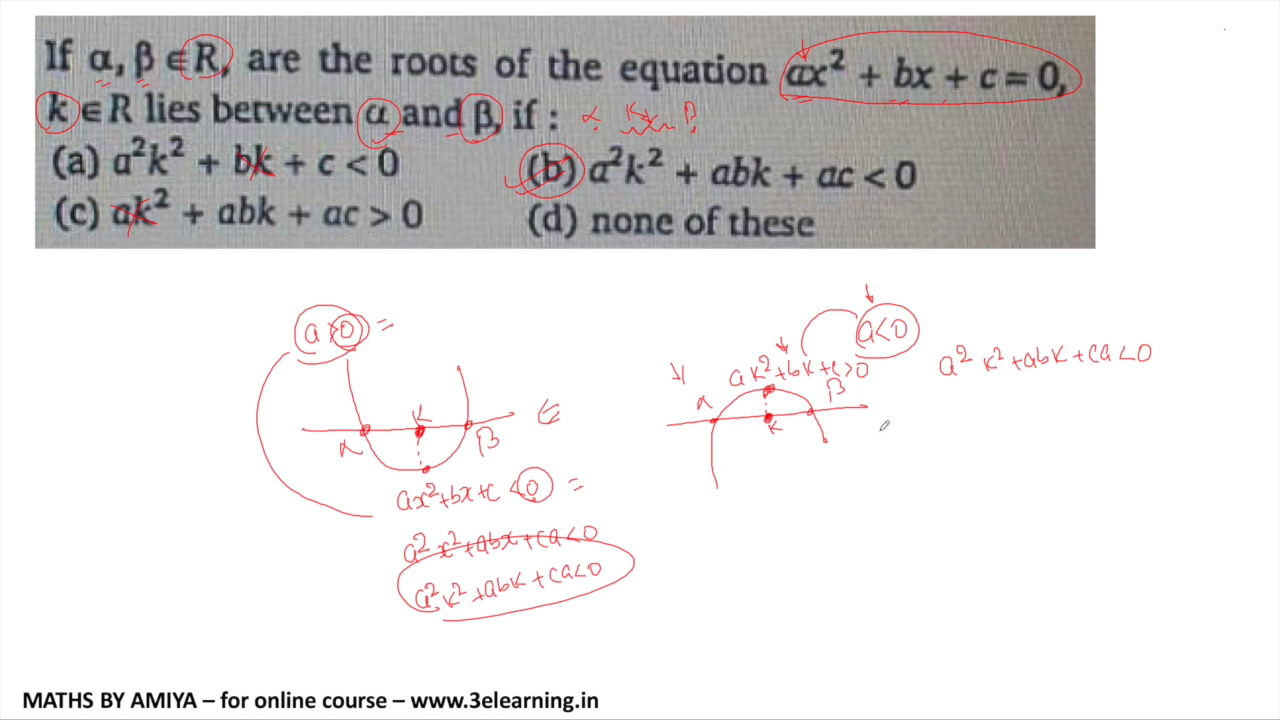 If α, β ∈ R, are the roots of the equation ax² + bx + c = 0,
k ∈ R lies between α and β, if : α K β
(a) a²k² + bk + c < 0 (b) a²k² + abk + ac < 0
(c) ak² + abk + ac > 0 (d) none of these
a>0 =
a<0
ak²+bk+c>0
a²k²+abk+ca<0
α K β
α K β
ax²+bx+c<0 =
a²x²+abx+ca<0
a²k²+abk+ca<0
MATHS BY AMIYA – for online course – www.3elearning.in